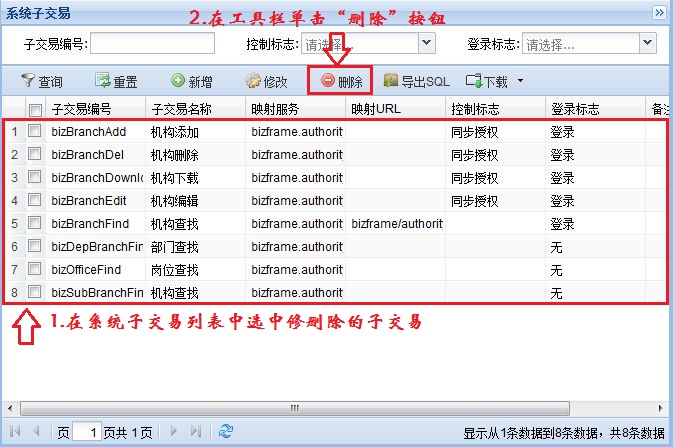 系统子交易
2.在工具栏单击“删除”按钮
子交易编号: 控制标志: 请选择... 登录标志: 请选择...
查询 重置 新增 修改 删除 导出SQL 下载
子交易编号 子交易名称 映射服务 映射URL 控制标志 登录标志 备注
1 bizBranchAdd 机构添加 bizframe.authorit 同步授权 登录
2 bizBranchDel 机构删除 bizframe.authorit 同步授权 登录
3 bizBranchDownlo 机构下载 bizframe.authorit 同步授权 登录
4 bizBranchEdit 机构编辑 bizframe.authorit 同步授权 登录
5 bizBranchFind 机构查找 bizframe.authorit bizframe/authority 登录
6 bizDepBranchFin 部门查找 bizframe.authorit 无
7 bizOfficeFind 岗位查找 bizframe.authorit 无
8 bizSubBranchFin 机构查找 bizframe.authorit 无
1.在系统子交易列表中选中修删除的子交易
页 1 页共 1 页 显示从1条数据到8条数据，共8条数据